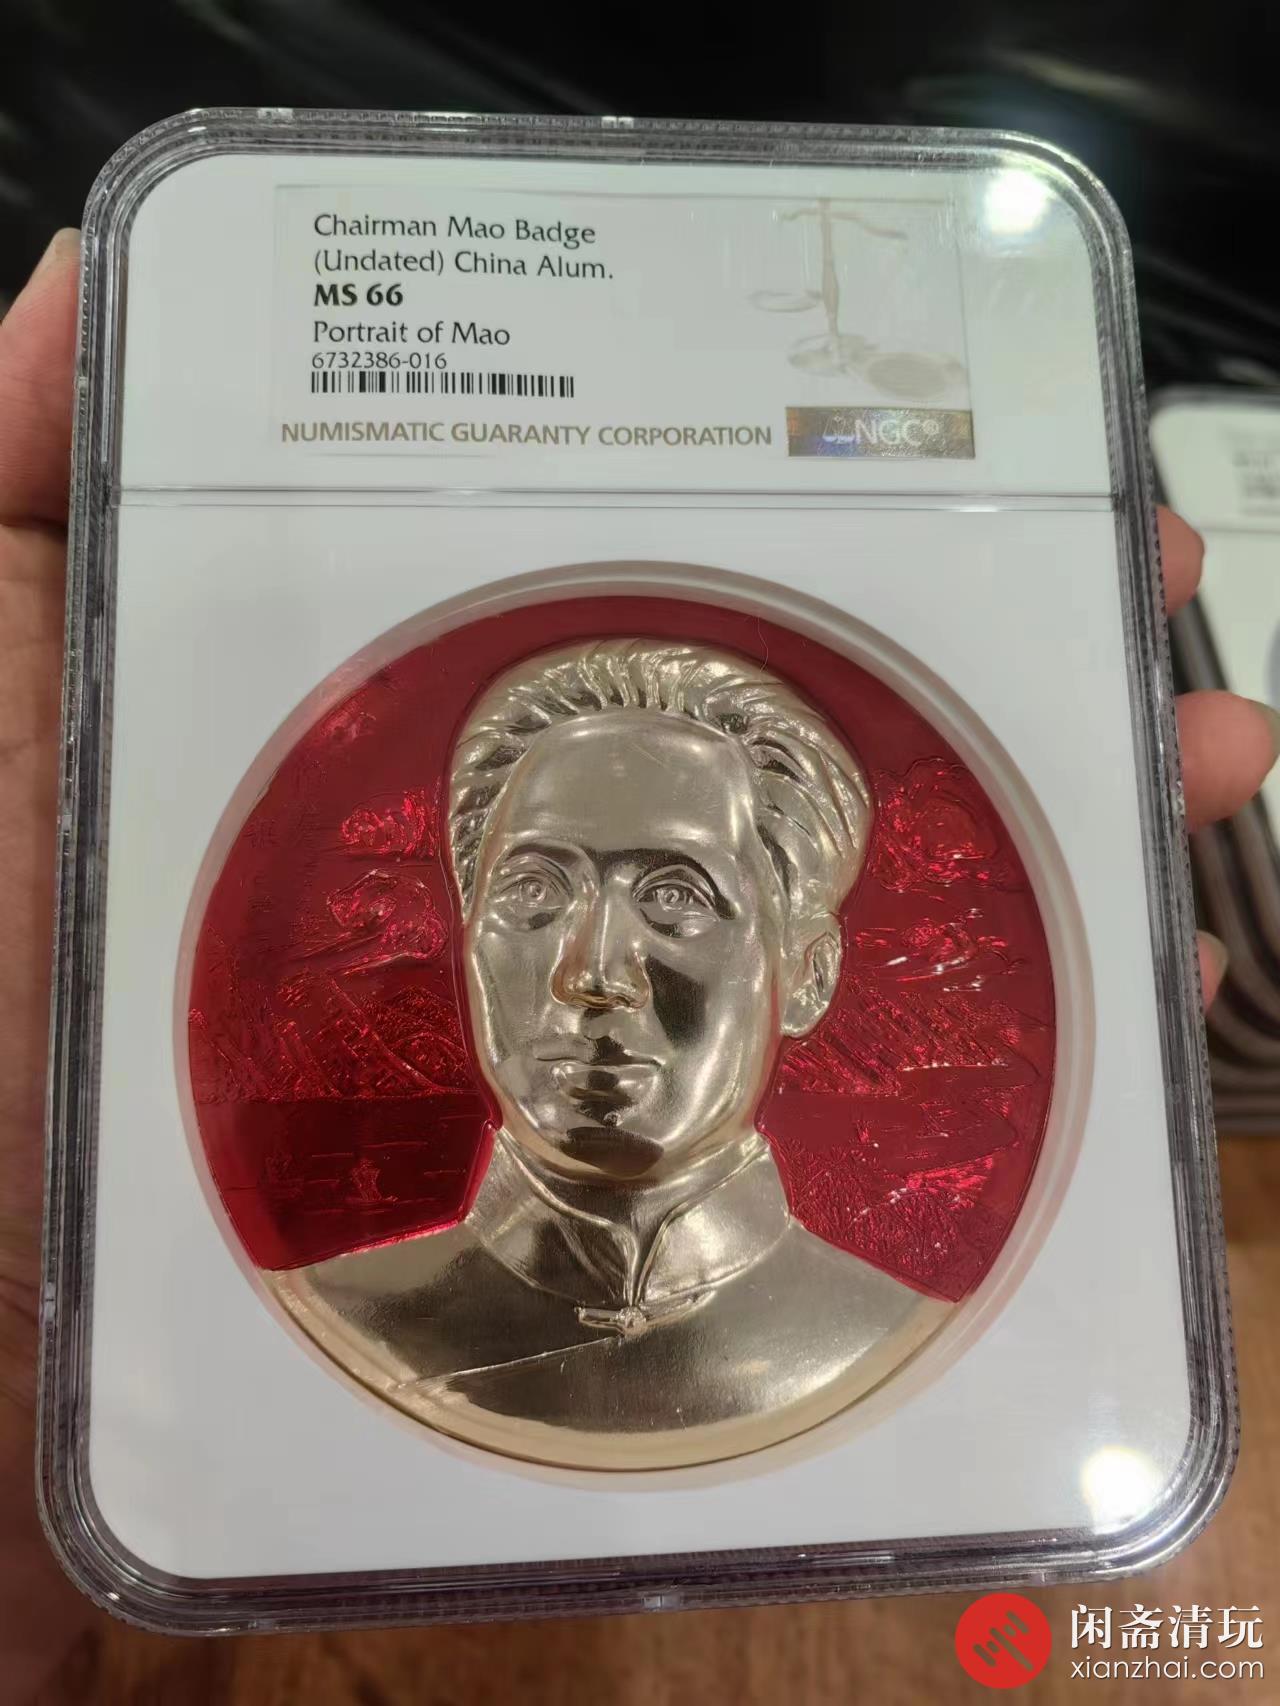 Chairman Mao Badge
(Undated) China Alum.
MS 66
Portrait of Mao
6732386-016
NUMISMATIC GUARANTY CORPORATION
NGC®
闲斋清玩
xianzhai.com